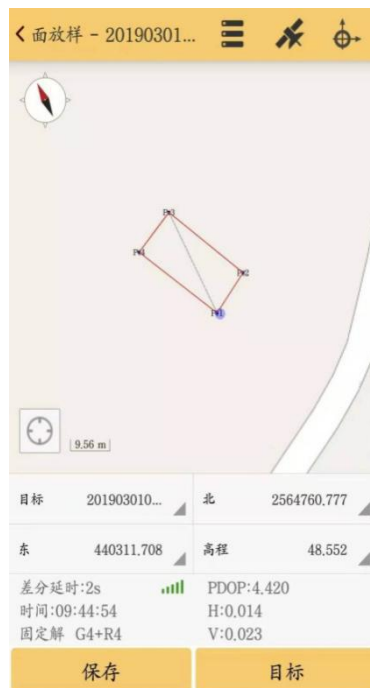 面放样 - 20190301...
P3
P4
P2
P1
9.56 m
目标 201903010... 北 2564760.777
东 440311.708 高程 48.552
差分延时:2s PDOP:4.420
时间:09:44:54 H:0.014
固定解 G4+R4 V:0.023
保存 目标